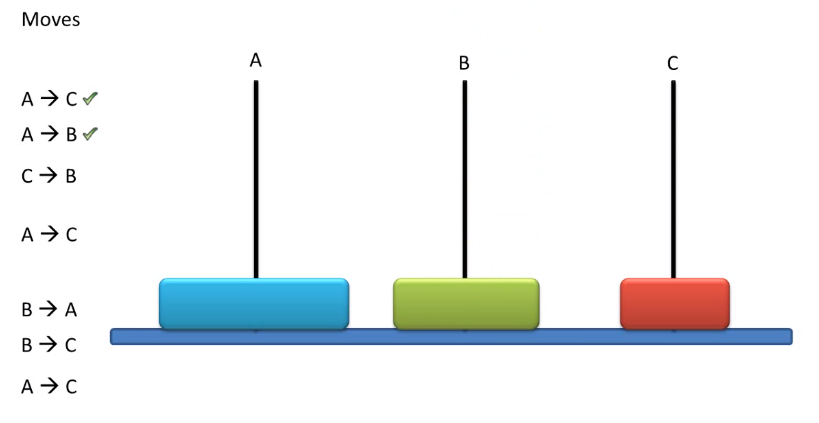 Moves
A B C
A → C ✓
A → B ✓
C → B
A → C
B → A
B → C
A → C